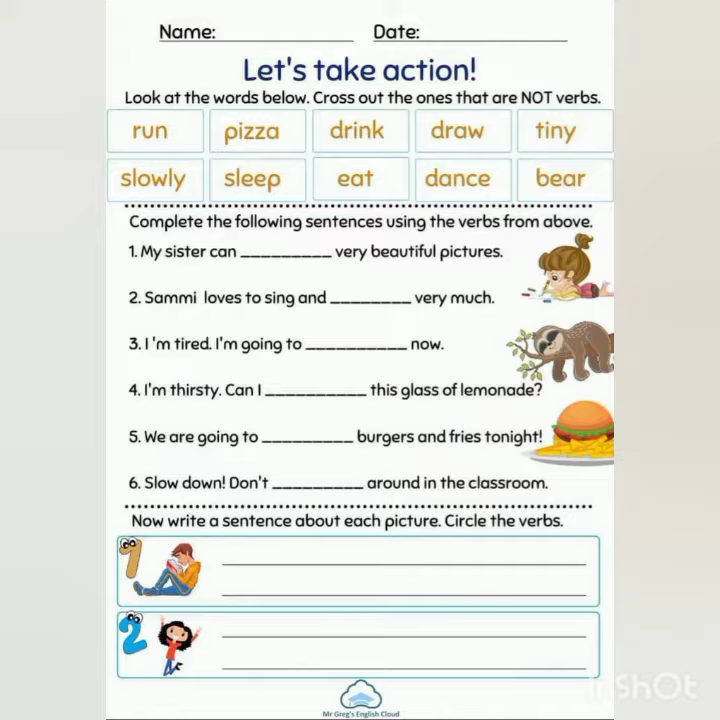 Name: Date:
Let's take action!
Look at the words below. Cross out the ones that are NOT verbs.
run pizza drink draw tiny
slowly sleep eat dance bear
Complete the following sentences using the verbs from above.
1. My sister can __________ very beautiful pictures.
2. Sammi loves to sing and _________ very much.
3. I 'm tired. I'm going to ___________ now.
4. I'm thirsty. Can I ___________ this glass of lemonade?
5. We are going to __________ burgers and fries tonight!
6. Slow down! Don't __________ around in the classroom.
Now write a sentence about each picture. Circle the verbs.
1
2
Mr Greg's English Cloud
InShOt